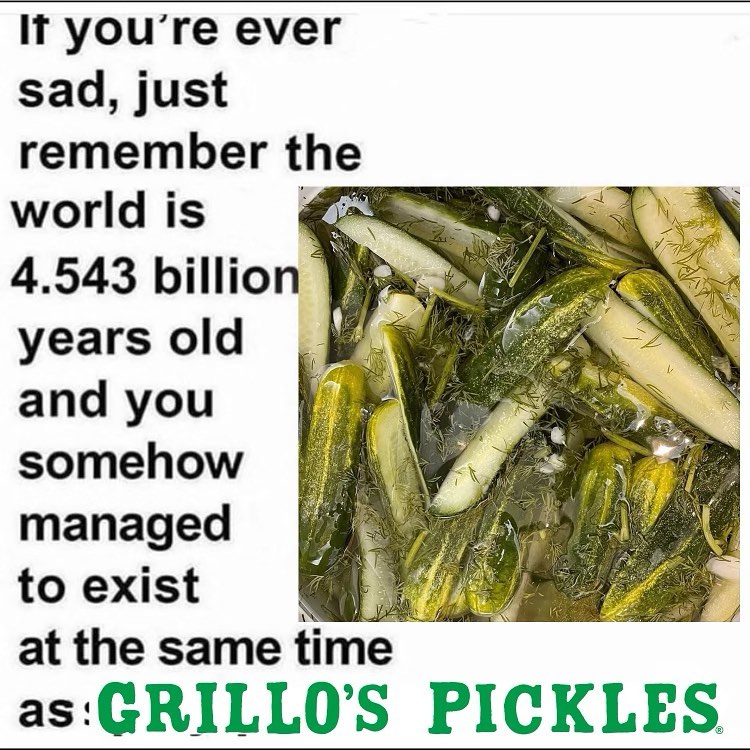 If you're ever
sad, just
remember the
world is
4.543 billion
years old
and you
somehow
managed
to exist
at the same time
as GRILLO'S PICKLES®